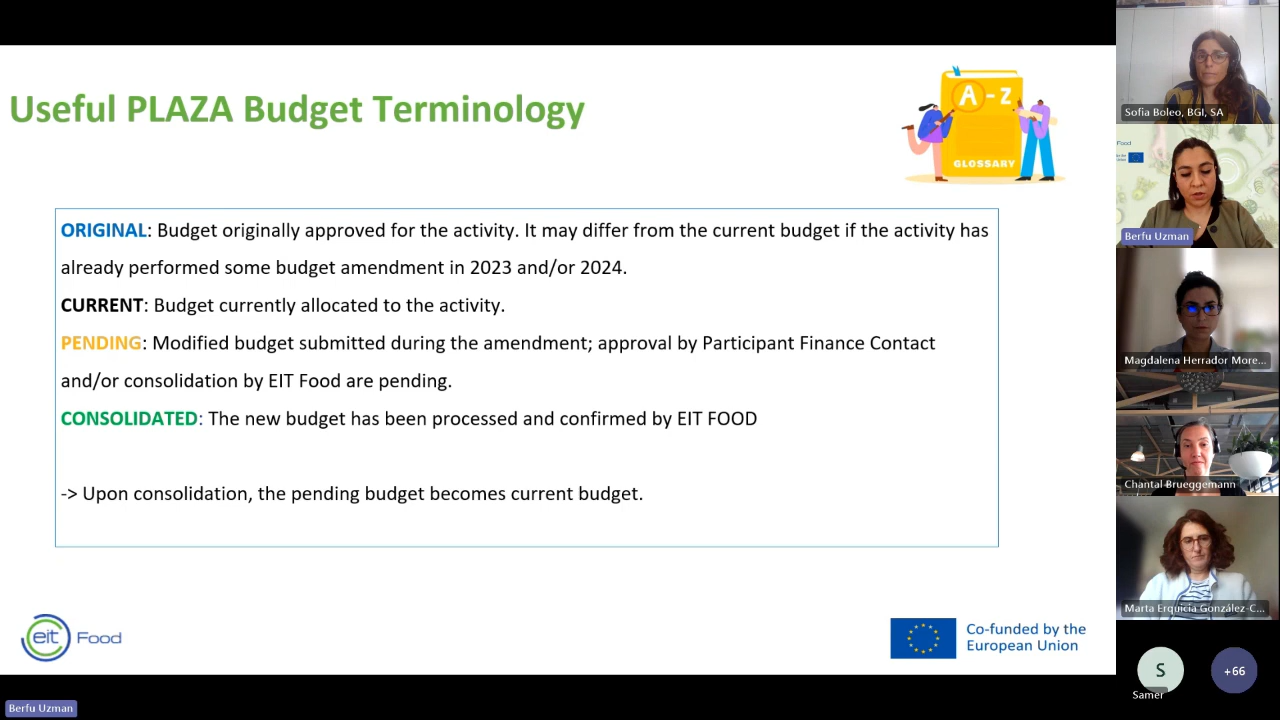 Useful PLAZA Budget Terminology
A-Z
GLOSSARY
ORIGINAL: Budget originally approved for the activity. It may differ from the current budget if the activity has
already performed some budget amendment in 2023 and/or 2024.
CURRENT: Budget currently allocated to the activity.
PENDING: Modified budget submitted during the amendment; approval by Participant Finance Contact
and/or consolidation by EIT Food are pending.
CONSOLIDATED: The new budget has been processed and confirmed by EIT FOOD
-> Upon consolidation, the pending budget becomes current budget.
eit Food
Co-funded by the
European Union
Berfu Uzman
Sofia Boleo, BGI, SA
Food
Berfu Uzman
Magdalena Herrador More...
Chantal Brueggemann
Marta Erquicia González-C...
S
Samer
+66